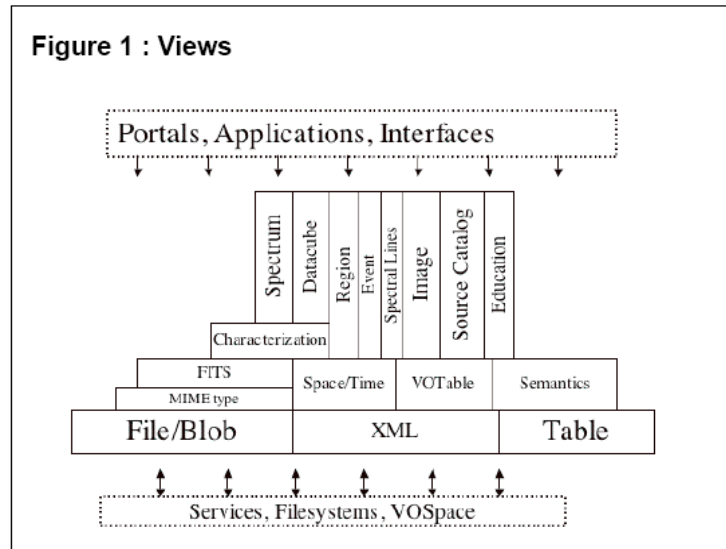 Figure 1 : Views
Portals, Applications, Interfaces
Spectrum
Datacube
Region
Event
Spectral Lines
Image
Source Catalog
Education
Characterization
FITS
Space/Time
VOTable
Semantics
MIME type
File/Blob
XML
Table
Services, Filesystems, VOSpace